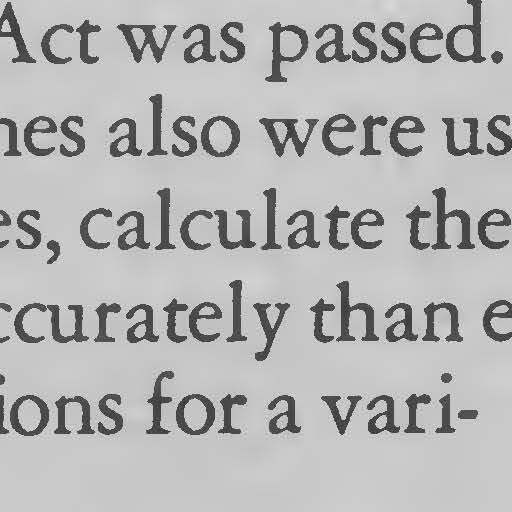 Act was passed.
nes also were us
es, calculate the
ccurately than e
ions for a vari-